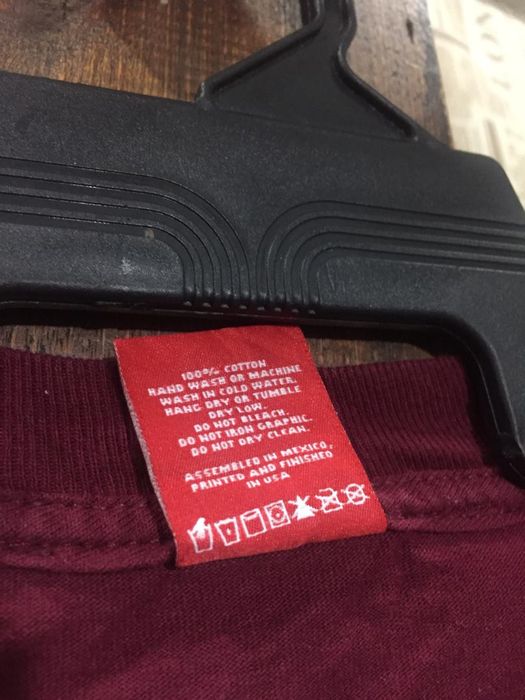 100% COTTON
HAND WASH OR MACHINE
WASH IN COLD WATER.
HANG DRY OR TUMBLE
DRY LOW.
DO NOT BLEACH.
DO NOT IRON GRAPHIC.
DO NOT DRY CLEAN.
ASSEMBLED IN MEXICO,
PRINTED AND FINISHED
IN USA